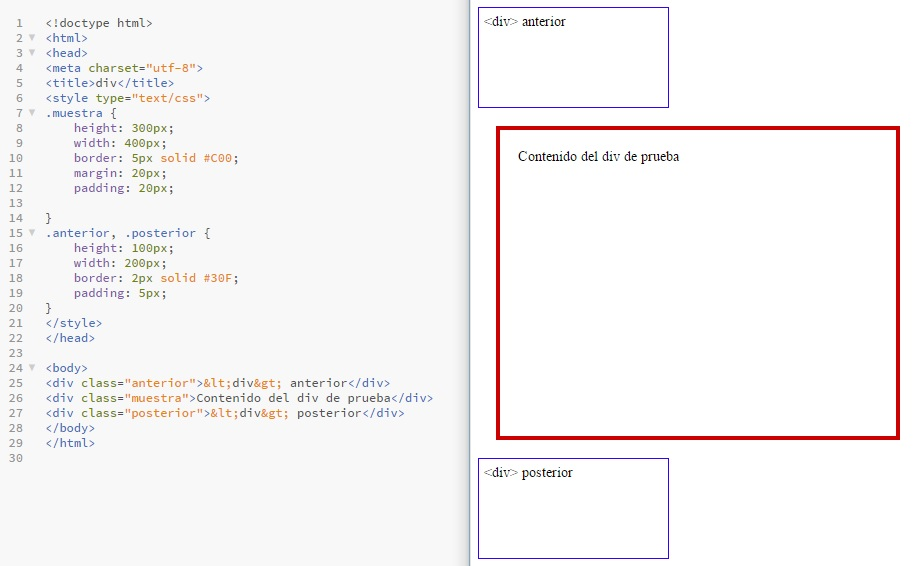 1 <!doctype html>
2 <html>
3 <head>
4 <meta charset="utf-8">
5 <title>div</title>
6 <style type="text/css">
7 .muestra {
8 height: 300px;
9 width: 400px;
10 border: 5px solid #C00;
11 margin: 20px;
12 padding: 20px;
13
14 }
15 .anterior, .posterior {
16 height: 100px;
17 width: 200px;
18 border: 2px solid #30F;
19 padding: 5px;
20 }
21 </style>
22 </head>
23
24 <body>
25 <div class="anterior">&lt;div&gt; anterior</div>
26 <div class="muestra">Contenido del div de prueba</div>
27 <div class="posterior">&lt;div&gt; posterior</div>
28 </body>
29 </html>
30
<div> anterior
Contenido del div de prueba
<div> posterior